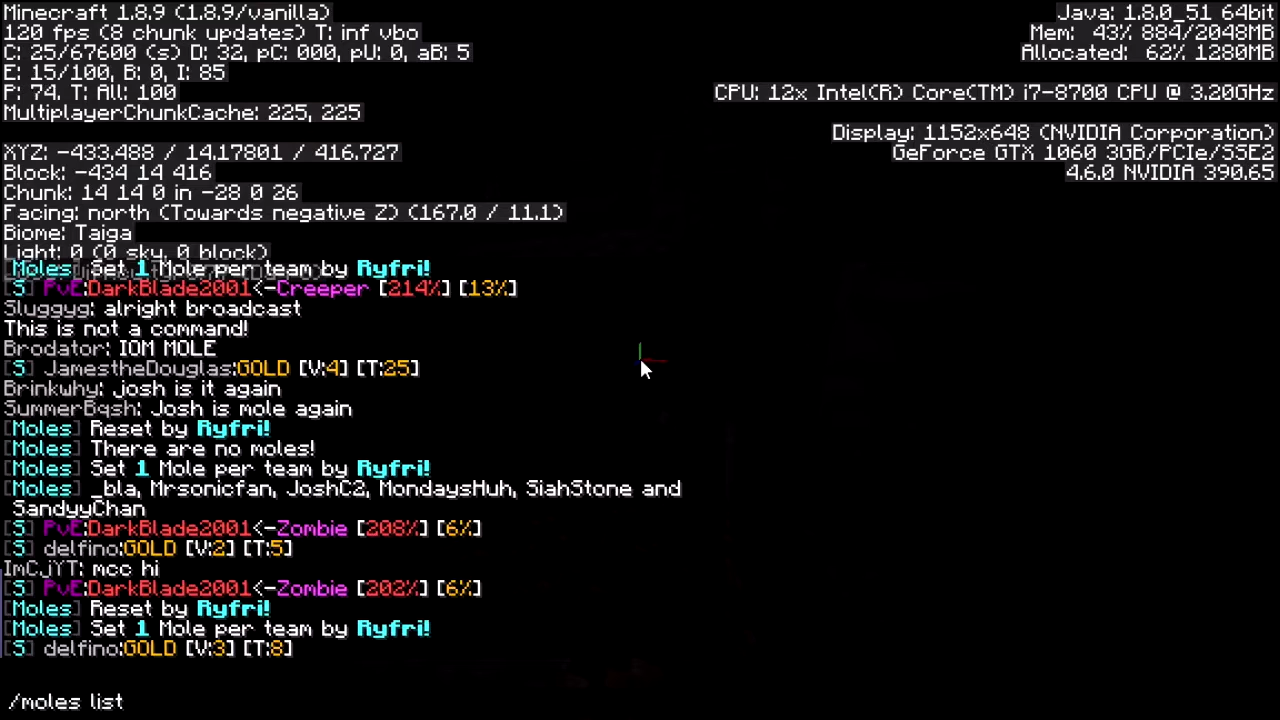 Minecraft 1.8.9 (1.8.9/vanilla)
120 fps (8 chunk updates) T: inf vbo
C: 25/67600 (s) D: 32, pC: 000, pU: 0, aB: 5
E: 15/100, B: 0, I: 85
P: 74. T: All: 100
MultiplayerChunkCache: 225, 225
XYZ: -433.488 / 14.17801 / 416.727
Block: -434 14 416
Chunk: 14 14 0 in -28 0 26
Facing: north (Towards negative Z) (167.0 / 11.1)
Biome: Taiga
Light: 0 (0 sky, 0 block)
Java: 1.8.0_51 64bit
Mem: 43% 884/2048MB
Allocated: 62% 1280MB
CPU: 12x Intel(R) Core(TM) i7-8700 CPU @ 3.20GHz
Display: 1152x648 (NVIDIA Corporation)
GeForce GTX 1060 3GB/PCIe/SSE2
4.6.0 NVIDIA 390.65
[Moles] Set 1 Mole per team by Ryfri!
[S] PvE:DarkBlade2001<-Creeper [214%] [13%]
Sluggyg: alright broadcast
This is not a command!
Brodator: IOM MOLE
[S] JamestheDouglas:GOLD [V:4] [T:25]
Brinkwhy: josh is it again
SummerBqsh: Josh is mole again
[Moles] Reset by Ryfri!
[Moles] There are no moles!
[Moles] Set 1 Mole per team by Ryfri!
[Moles] _bla, Mrsonicfan, JoshC2, MondaysHuh, SiahStone and
SandyyChan
[S] PvE:DarkBlade2001<-Zombie [208%] [6%]
[S] delfino:GOLD [V:2] [T:5]
ImCjYT: mcc hi
[S] PvE:DarkBlade2001<-Zombie [202%] [6%]
[Moles] Reset by Ryfri!
[Moles] Set 1 Mole per team by Ryfri!
[S] delfino:GOLD [V:3] [T:8]
/moles list